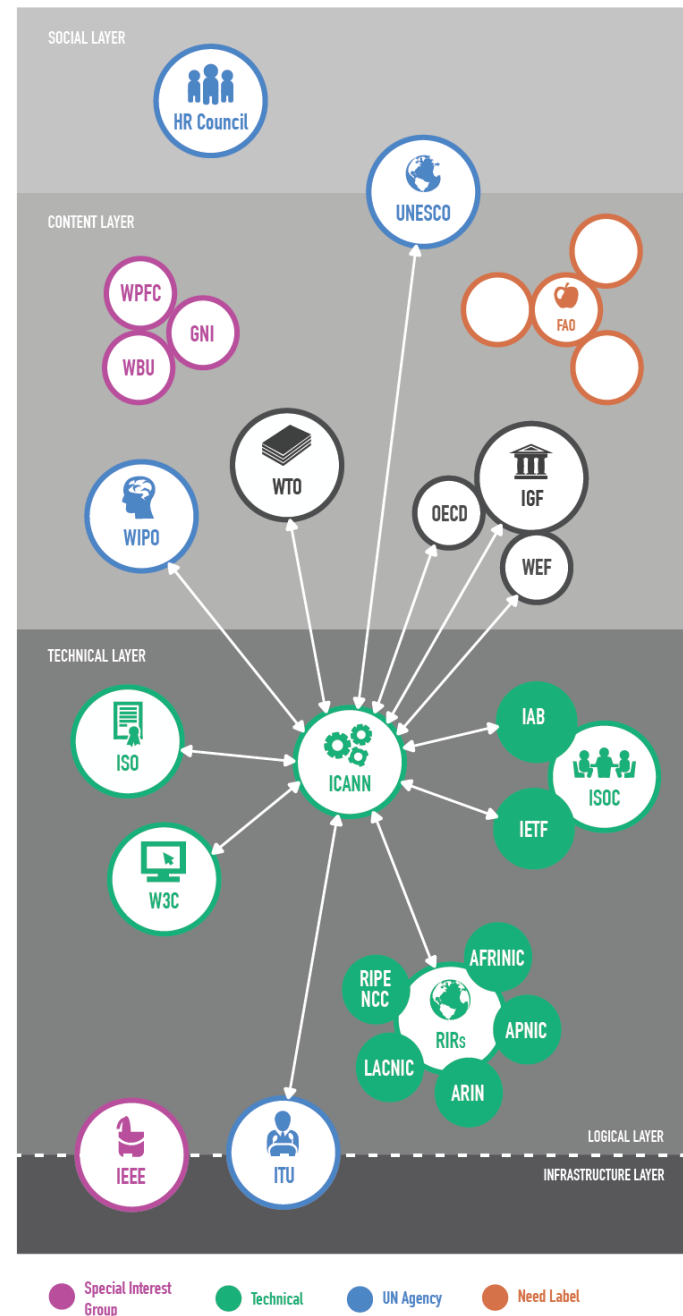 SOCIAL LAYER
HR Council
UNESCO
CONTENT LAYER
WPFC
GNI
WBU
FAO
WTO
IGF
OECD
WIPO
WEF
TECHNICAL LAYER
IAB
ISO
ICANN
ISOC
IETF
W3C
AFRINIC
RIPE
NCC
RIRs
APNIC
LACNIC
ARIN
LOGICAL LAYER
IEEE
ITU
INFRASTRUCTURE LAYER
Special Interest
Group
Technical
UN Agency
Need Label